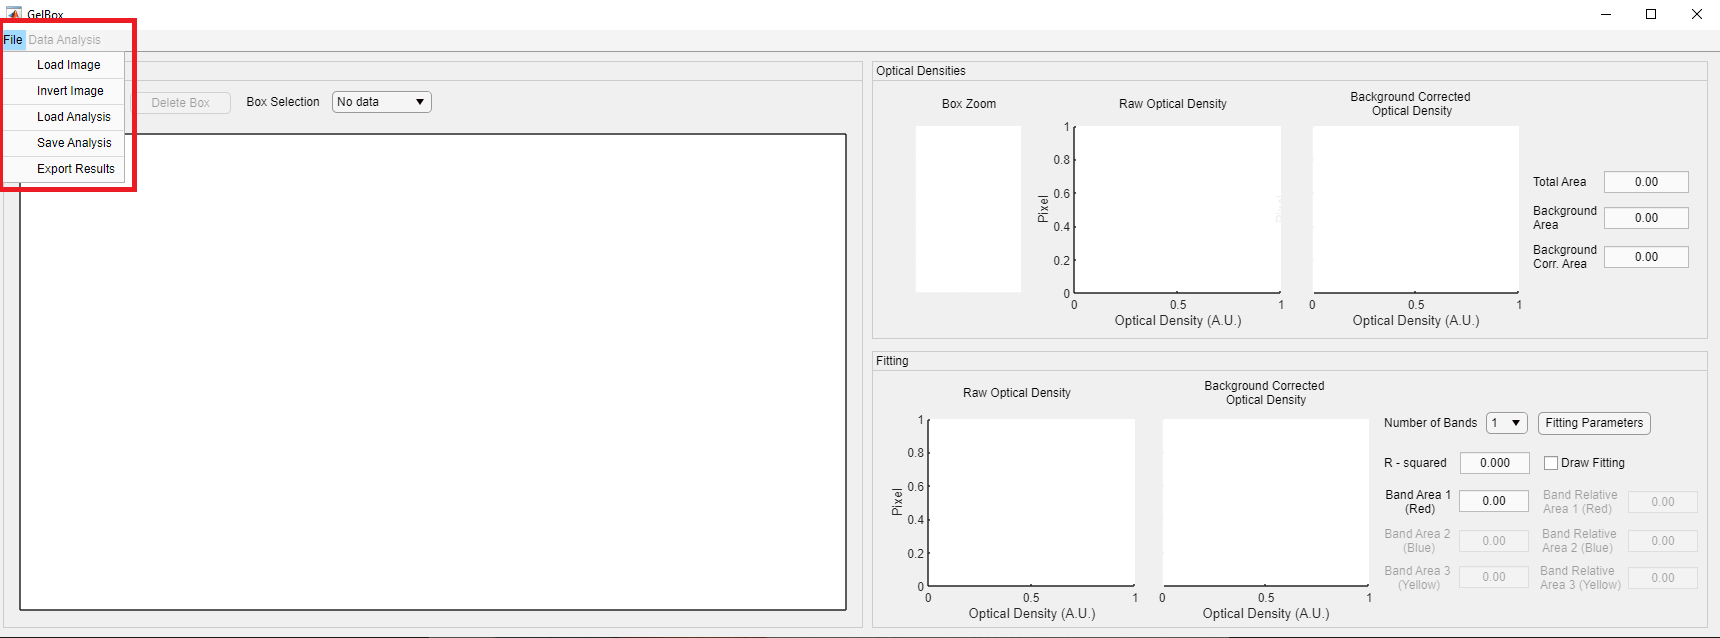 GelBox
File Data Analysis
Load Image
Invert Image
Load Analysis
Save Analysis
Export Results
Delete Box
Box Selection
No data
Optical Densities
Box Zoom
Raw Optical Density
Background Corrected
Optical Density
1
0.8
0.6
0.4
0.2
0
Pixel
0 0.5 1
Optical Density (A.U.)
0 0.5 1
Optical Density (A.U.)
Total Area 0.00
Background
Area
0.00
Background
Corr. Area
0.00
Fitting
Raw Optical Density
Background Corrected
Optical Density
1
0.8
0.6
0.4
0.2
0
Pixel
0 0.5 1
Optical Density (A.U.)
0 0.5 1
Optical Density (A.U.)
Number of Bands 1 Fitting Parameters
R - squared 0.000 Draw Fitting
Band Area 1
(Red)
0.00
Band Relative
Area 1 (Red)
0.00
Band Area 2
(Blue)
0.00
Band Relative
Area 2 (Blue)
0.00
Band Area 3
(Yellow)
0.00
Band Relative
Area 3 (Yellow)
0.00